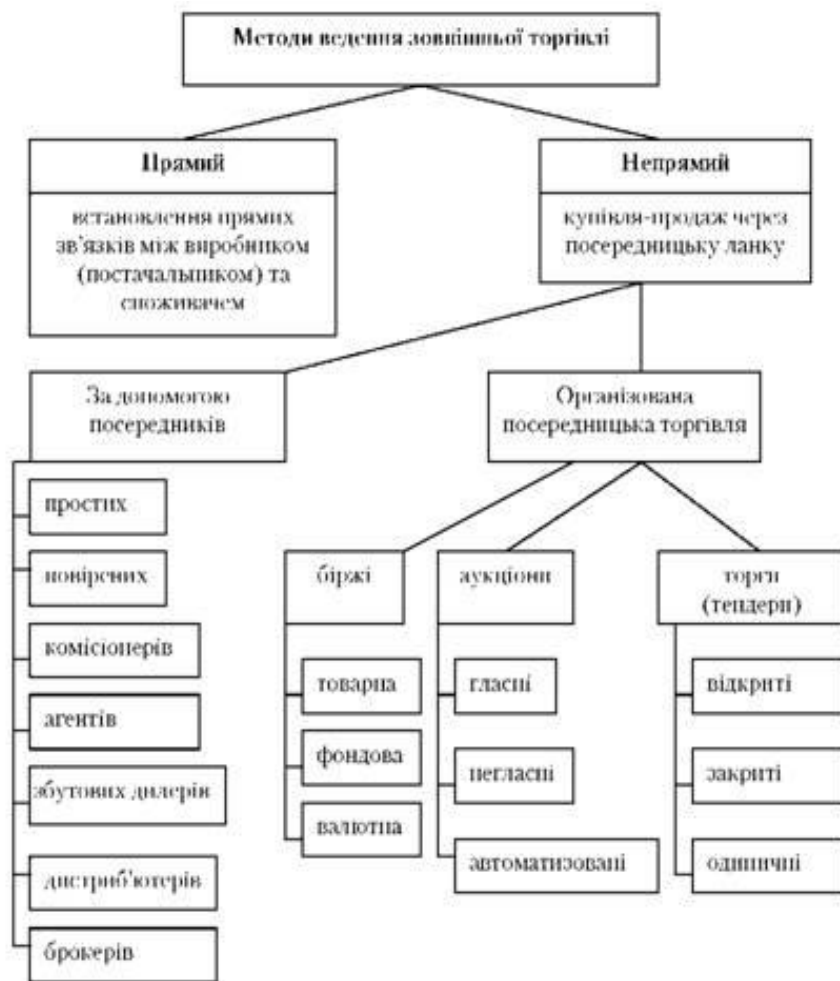 Методи ведення зовнішньої торгівлі
Прямий
встановлення прямих
зв'язків між виробником
(постачальником) та
споживачем
Непрямий
купівля-продаж через
посередницьку ланку
За допомогою
посередників
простих
повірених
комісіонерів
агентів
збутових дилерів
дистриб'ютерів
брокерів
Організована
посередницька торгівля
біржі
товарна
фондова
валютна
аукціони
гласні
негласні
автоматизовані
торги
(тендери)
відкриті
закриті
одиничні